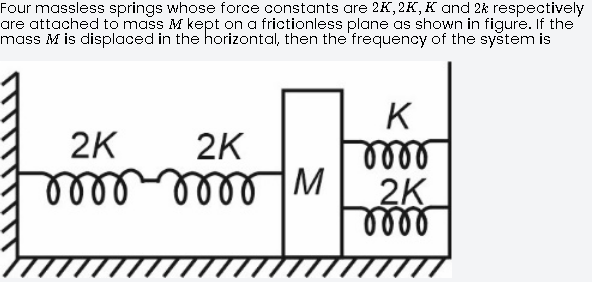 Four massless springs whose force constants are 2K, 2K, K and 2k respectively
are attached to mass M kept on a frictionless plane as shown in figure. If the
mass M is displaced in the horizontal, then the frequency of the system is
K
2K 2K
M 2K